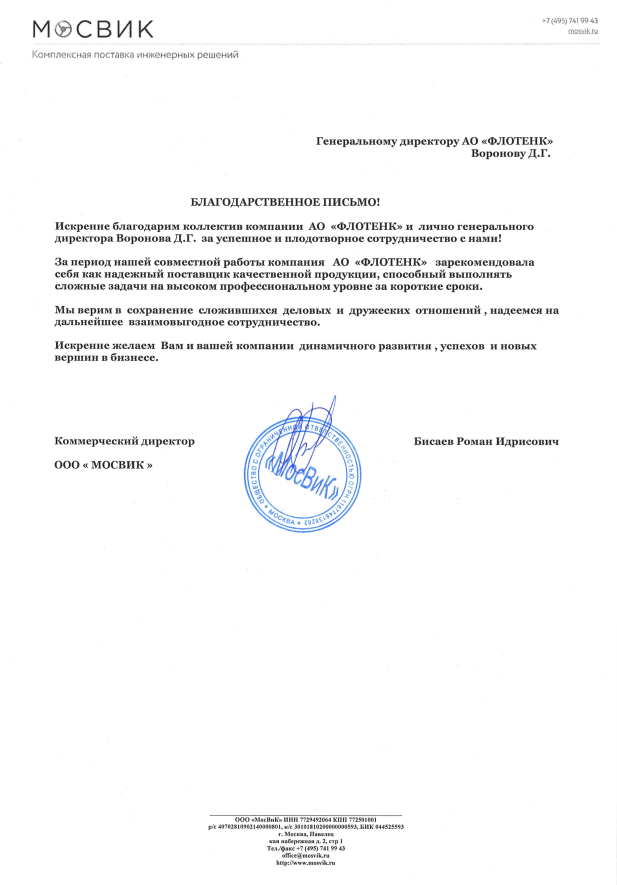 МОСВИК
+7 (495) 741 99 43
mosvik.ru
Комплексная поставка инженерных решений
Генеральному директору АО «ФЛОТЕНК»
Воронову Д.Г.
БЛАГОДАРСТВЕННОЕ ПИСЬМО!
Искренне благодарим коллектив компании АО «ФЛОТЕНК» и лично генерального
директора Воронова Д.Г. за успешное и плодотворное сотрудничество с нами!
За период нашей совместной работы компания АО «ФЛОТЕНК» зарекомендовала
себя как надежный поставщик качественной продукции, способный выполнять
сложные задачи на высоком профессиональном уровне за короткие сроки.
Мы верим в сохранение сложившихся деловых и дружеских отношений , надеемся на
дальнейшее взаимовыгодное сотрудничество.
Искренне желаем Вам и вашей компании динамичного развития , успехов и новых
вершин в бизнесе.
Коммерческий директор
Бисаев Роман Идрисович
ООО « МОСВИК »
ОБЩЕСТВО С ОГРАНИЧЕННОЙ ОТВЕТСТВЕННОСТЬЮ ОГРН
«МосВиК»
МОСКВА
ООО «МосВиК» ИНН 7729492064 КПП 772501001
р/с 40702810902140000801, к/с 30101810200000000593, БИК 044525593
г. Москва, Павелец
кая набережная д. 2, стр 1
Тел./факс +7 (495) 741 99 43
office@mosvik.ru
http://www.mosvik.ru